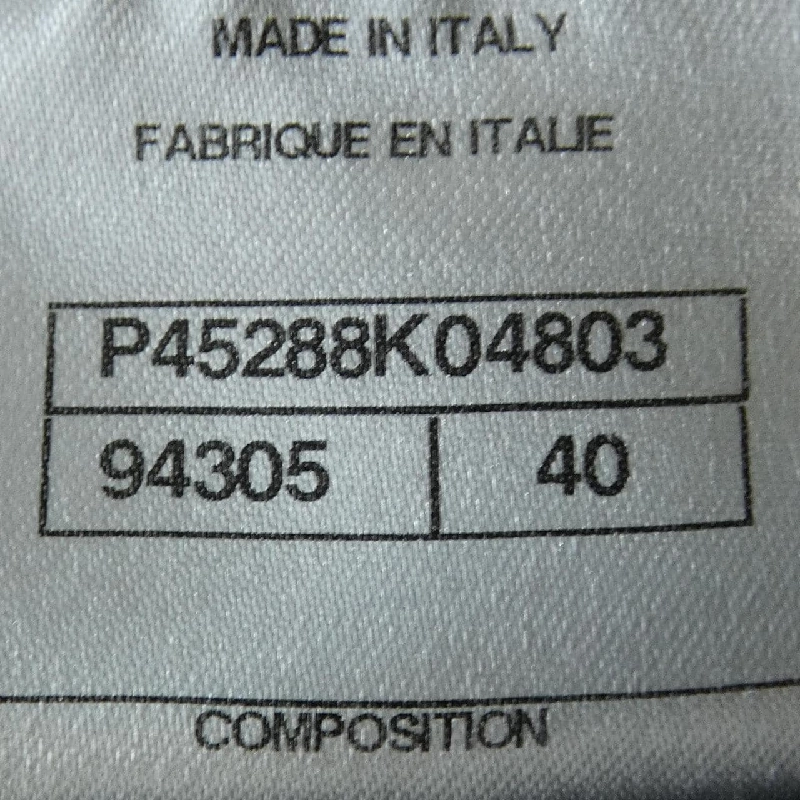 MADE IN ITALY
FABRIQUE EN ITALIE
P45288K04803
94305 40
COMPOSITION